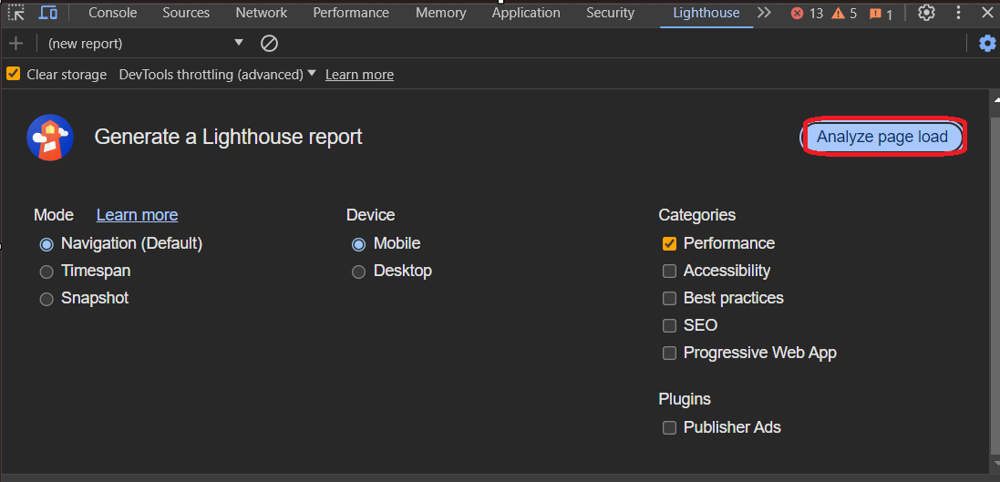 Console Sources Network Performance Memory Application Security Lighthouse 13 5 1
(new report)
Clear storage DevTools throttling (advanced) Learn more
Generate a Lighthouse report
Analyze page load
Mode Learn more
Navigation (Default)
Timespan
Snapshot
Device
Mobile
Desktop
Categories
Performance
Accessibility
Best practices
SEO
Progressive Web App
Plugins
Publisher Ads